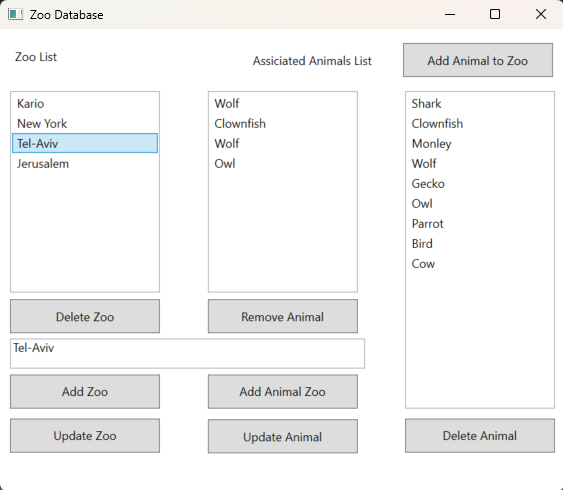 Zoo Database
Zoo List
Assiciated Animals List
Add Animal to Zoo
Kario
New York
Tel-Aviv
Jerusalem
Wolf
Clownfish
Wolf
Owl
Shark
Clownfish
Monley
Wolf
Gecko
Owl
Parrot
Bird
Cow
Delete Zoo
Remove Animal
Tel-Aviv
Add Zoo
Add Animal Zoo
Update Zoo
Update Animal
Delete Animal